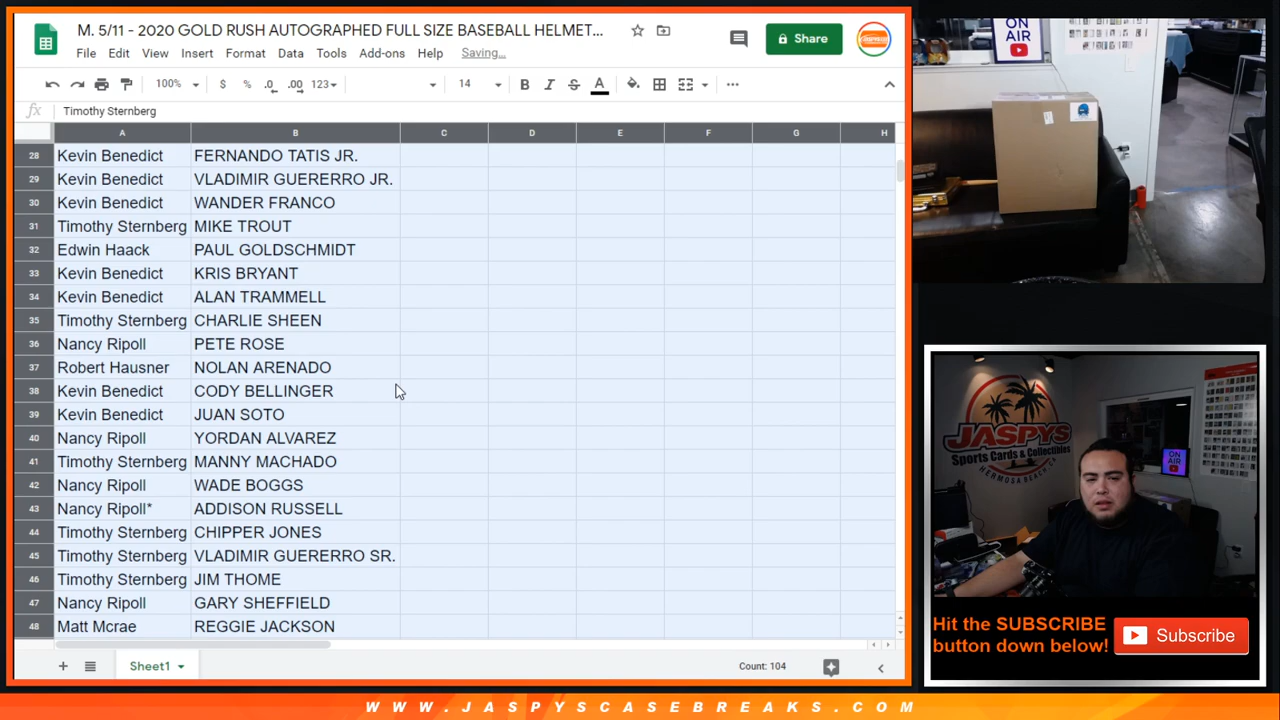 M. 5/11 - 2020 GOLD RUSH AUTOGRAPHED FULL SIZE BASEBALL HELMET...
Share
File Edit View Insert Format Data Tools Add-ons Help Saving...
100% $ % .0 .00 123 14 B I S A
fx Timothy Sternberg
A B C D E F G H
28 Kevin Benedict FERNANDO TATIS JR.
29 Kevin Benedict VLADIMIR GUERERRO JR.
30 Kevin Benedict WANDER FRANCO
31 Timothy Sternberg MIKE TROUT
32 Edwin Haack PAUL GOLDSCHMIDT
33 Kevin Benedict KRIS BRYANT
34 Kevin Benedict ALAN TRAMMELL
35 Timothy Sternberg CHARLIE SHEEN
36 Nancy Ripoll PETE ROSE
37 Robert Hausner NOLAN ARENADO
38 Kevin Benedict CODY BELLINGER
39 Kevin Benedict JUAN SOTO
40 Nancy Ripoll YORDAN ALVAREZ
41 Timothy Sternberg MANNY MACHADO
42 Nancy Ripoll WADE BOGGS
43 Nancy Ripoll* ADDISON RUSSELL
44 Timothy Sternberg CHIPPER JONES
45 Timothy Sternberg VLADIMIR GUERERRO SR.
46 Timothy Sternberg JIM THOME
47 Nancy Ripoll GARY SHEFFIELD
48 Matt Mcrae REGGIE JACKSON
Sheet1
Count: 104
ON
AIR
JASPYS
Sports Cards & Collectibles
HERMOSA BEACH, CA
ON
AIR
Hit the SUBSCRIBE
button down below!
Subscribe
WWW.JASPYSCASEBREAKS.COM